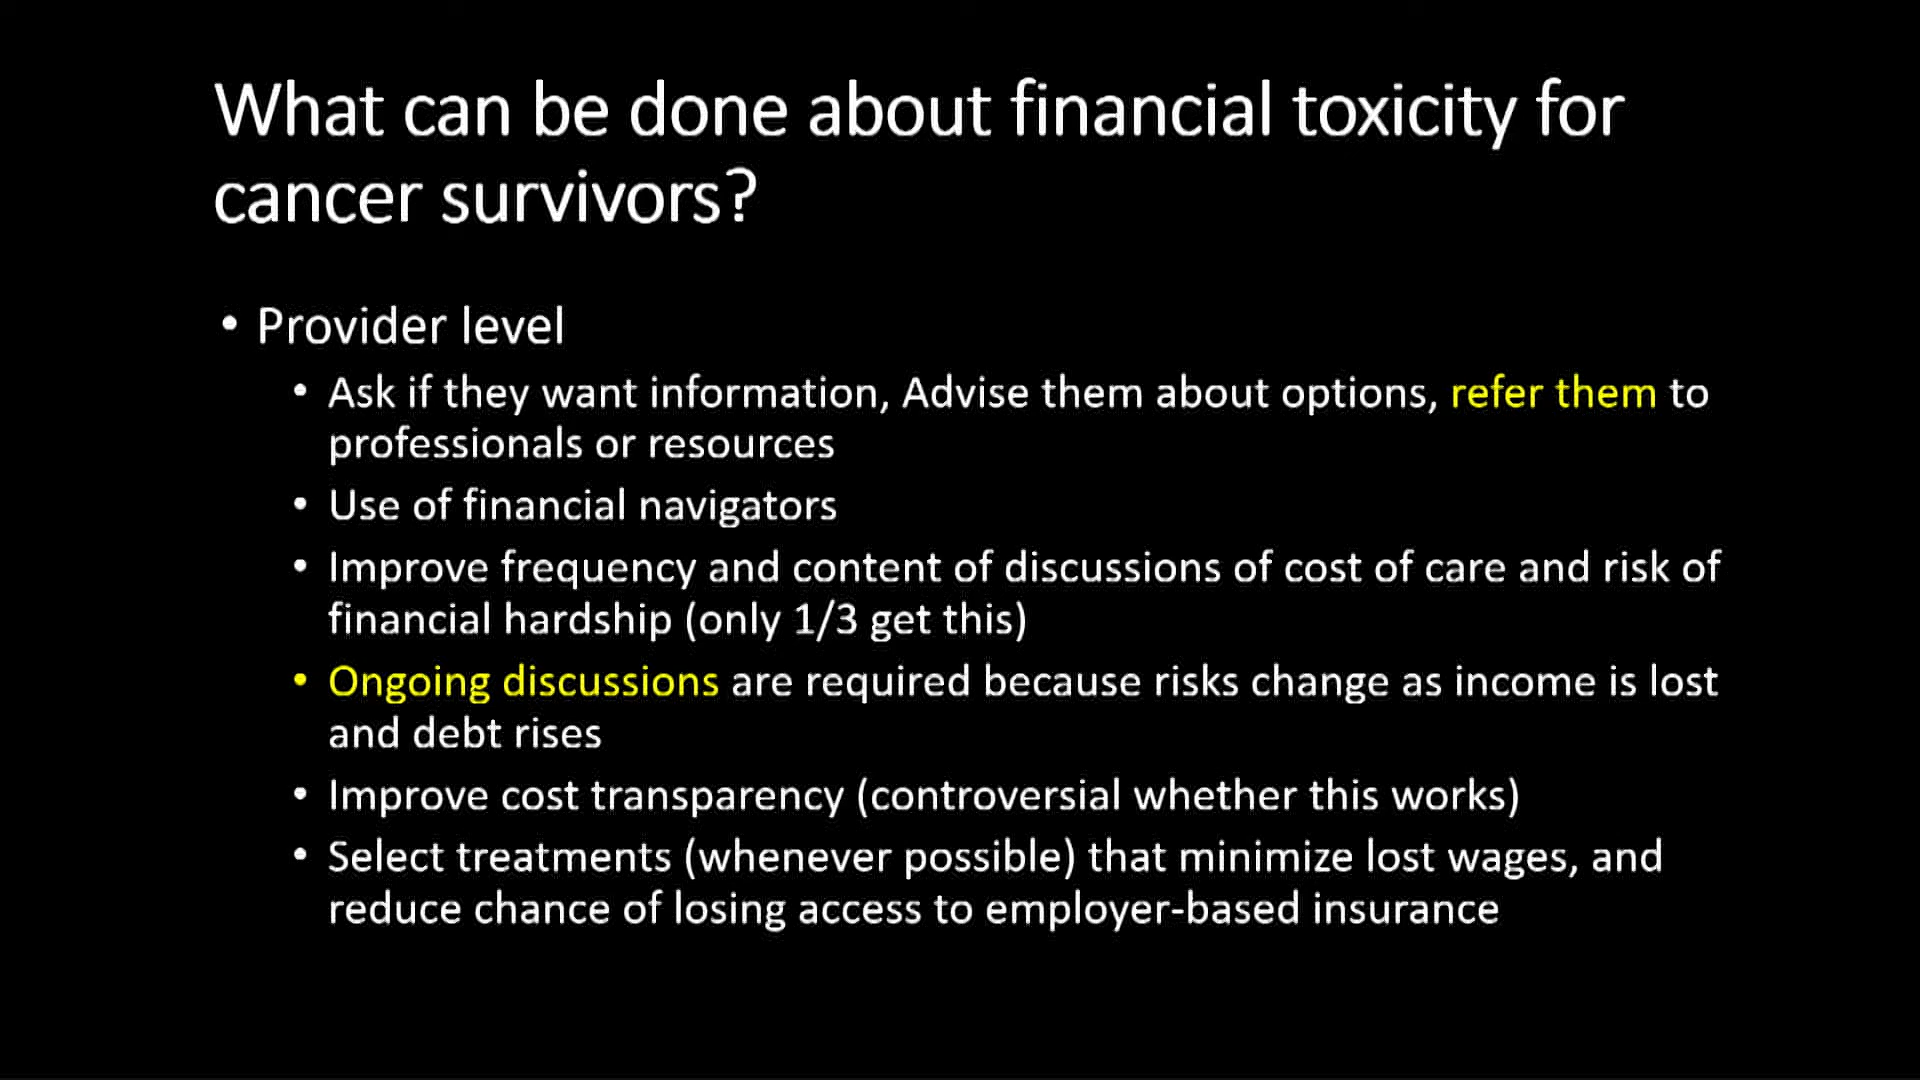 What can be done about financial toxicity for
cancer survivors?
• Provider level
• Ask if they want information, Advise them about options, refer them to
professionals or resources
• Use of financial navigators
• Improve frequency and content of discussions of cost of care and risk of
financial hardship (only 1/3 get this)
• Ongoing discussions are required because risks change as income is lost
and debt rises
• Improve cost transparency (controversial whether this works)
• Select treatments (whenever possible) that minimize lost wages, and
reduce chance of losing access to employer-based insurance